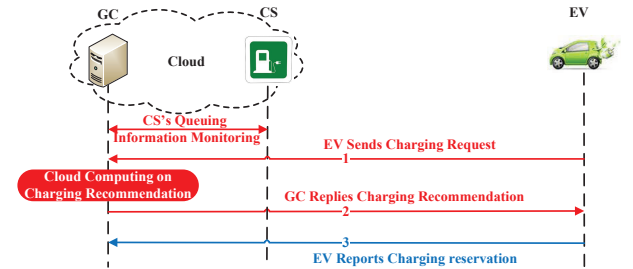 GC
CS
EV
Cloud
CS's Queuing
Information Monitoring
EV Sends Charging Request
1
Cloud Computing on
Charging Recommendation
GC Replies Charging Recommendation
2
3
EV Reports Charging reservation